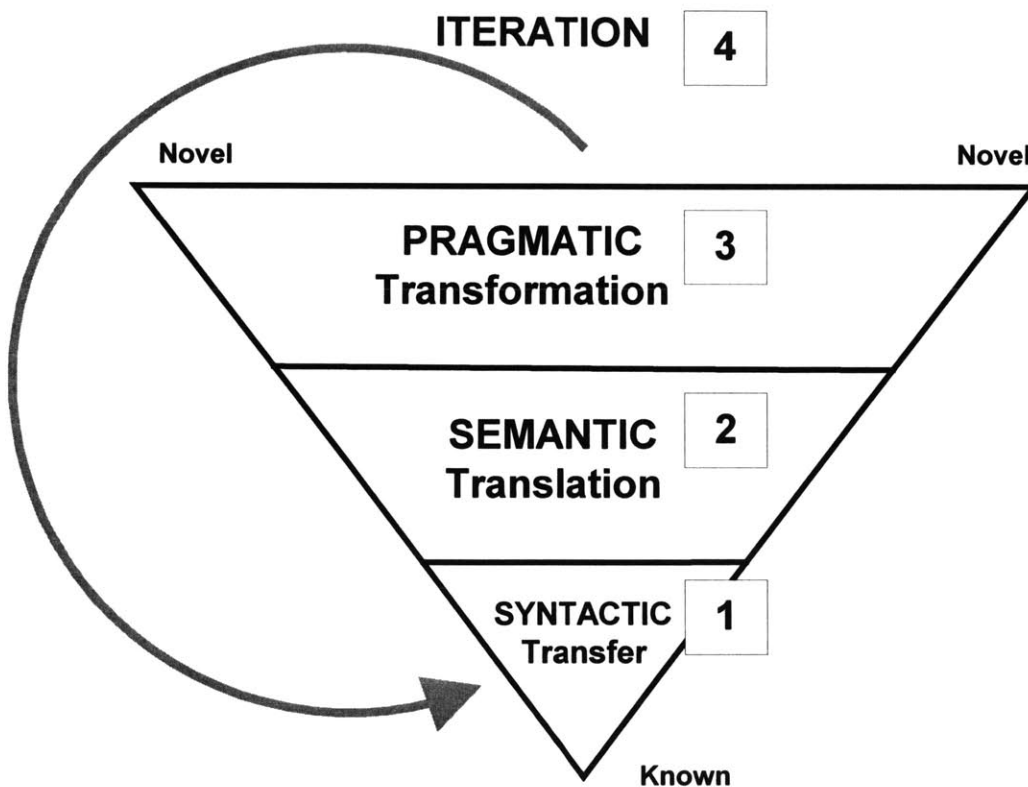 ITERATION 4
Novel Novel
PRAGMATIC 3
Transformation
SEMANTIC 2
Translation
SYNTACTIC 1
Transfer
Known